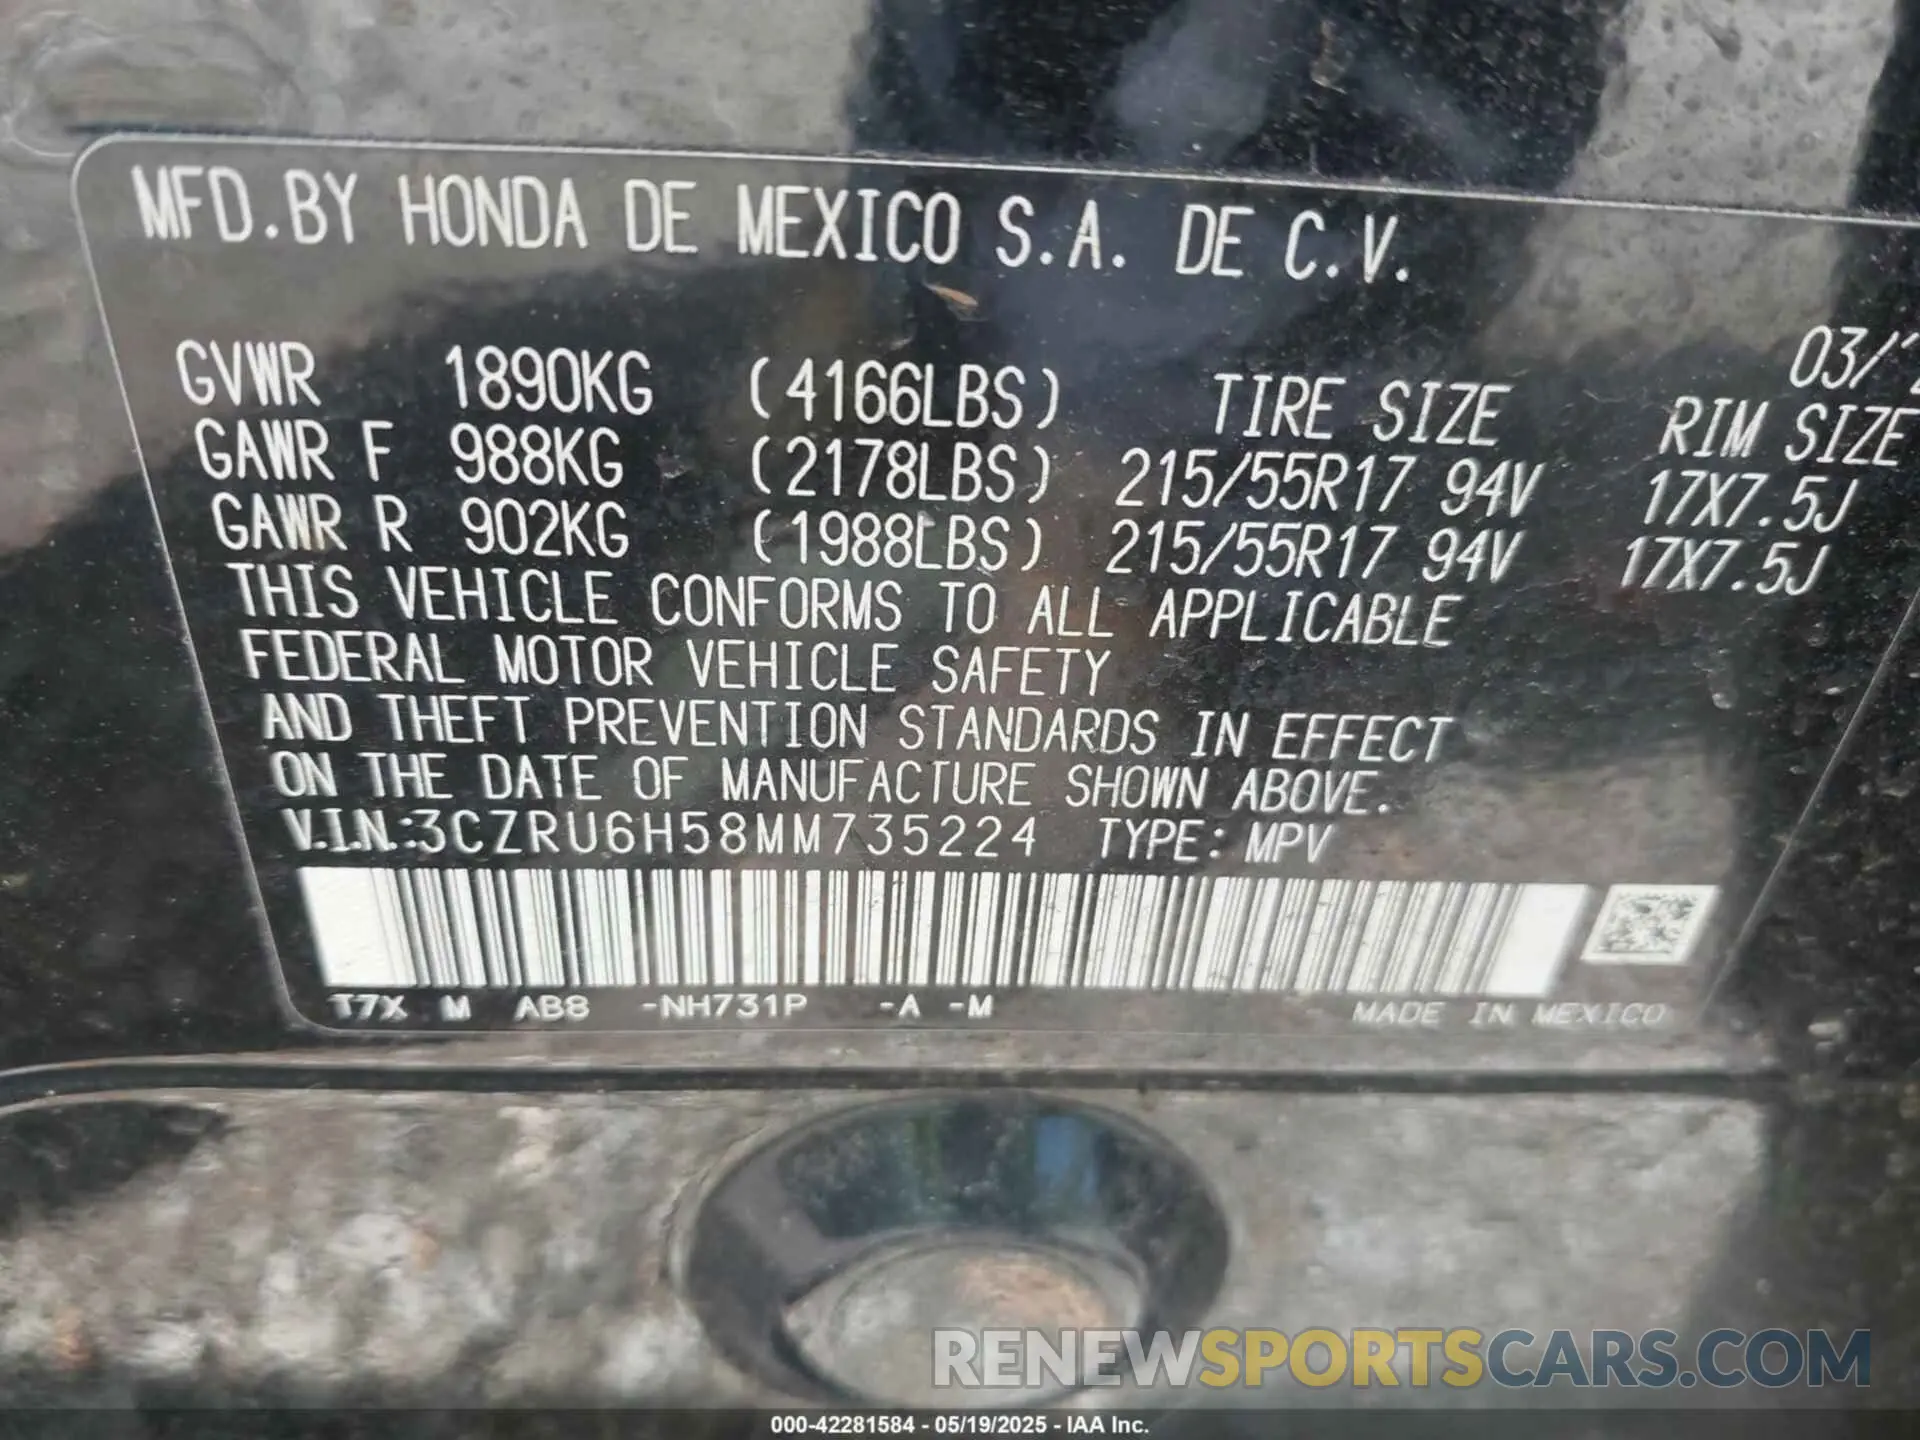 MFD.BY HONDA DE MEXICO S.A. DE C.V.
03/
GVWR 1890KG (4166LBS) TIRE SIZE RIM SIZE
GAWR F 988KG (2178LBS) 215/55R17 94V 17X7.5J
GAWR R 902KG (1988LBS) 215/55R17 94V 17X7.5J
THIS VEHICLE CONFORMS TO ALL APPLICABLE
FEDERAL MOTOR VEHICLE SAFETY
AND THEFT PREVENTION STANDARDS IN EFFECT
ON THE DATE OF MANUFACTURE SHOWN ABOVE.
V.I.N.:3CZRU6H58MM735224 TYPE: MPV
T7X M AB8 -NH731P -A -M MADE IN MEXICO
RENEWSPORTSCARS.COM
000-42281584 - 05/19/2025 - IAA Inc.